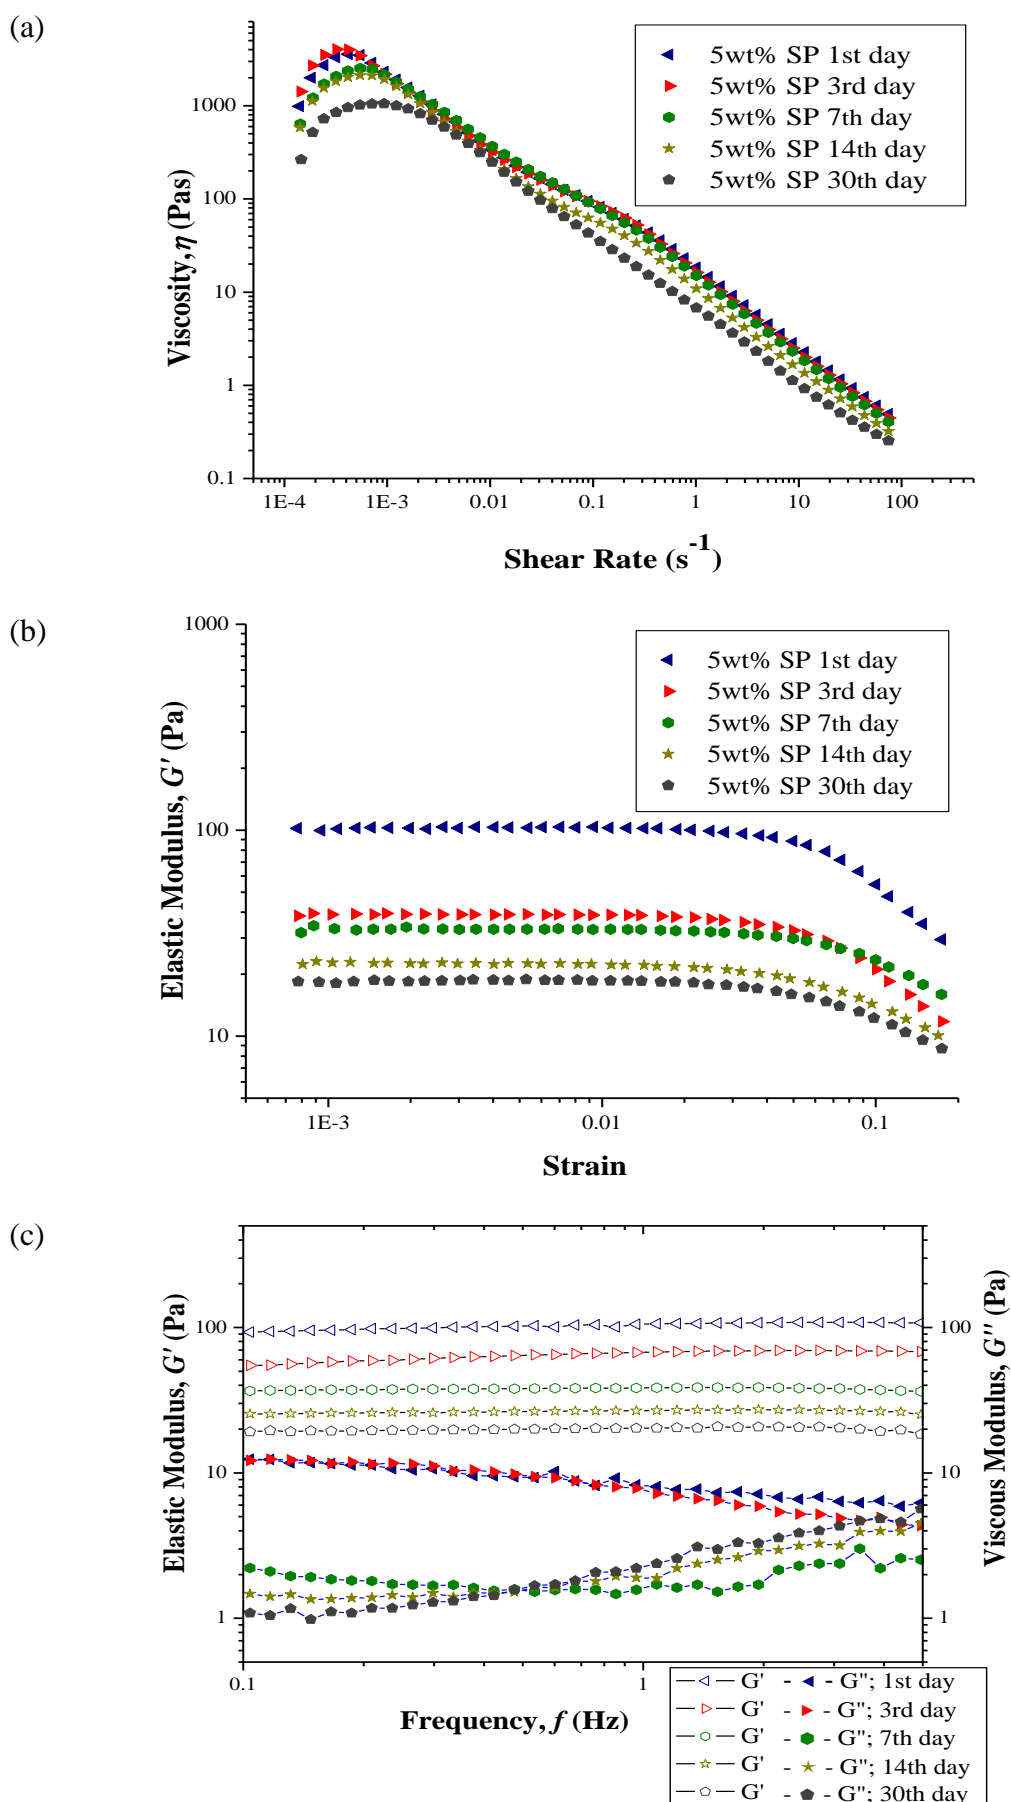 (a)
5wt% SP 1st day
5wt% SP 3rd day
5wt% SP 7th day
5wt% SP 14th day
5wt% SP 30th day
1000
100
10
1
0.1
Viscosity, η (Pas)
1E-4 1E-3 0.01 0.1 1 10 100
Shear Rate (s⁻¹)
(b)
5wt% SP 1st day
5wt% SP 3rd day
5wt% SP 7th day
5wt% SP 14th day
5wt% SP 30th day
1000
100
10
Elastic Modulus, G' (Pa)
1E-3 0.01 0.1
Strain
(c)
Elastic Modulus, G' (Pa)
100
10
1
100
10
1
Viscous Modulus, G'' (Pa)
0.1 1
Frequency, f (Hz)
G' G''; 1st day
G' G''; 3rd day
G' G''; 7th day
G' G''; 14th day
G' G''; 30th day